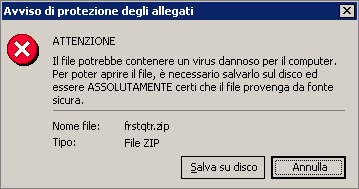 Avviso di protezione degli allegati
ATTENZIONE
Il file potrebbe contenere un virus dannoso per il computer.
Per poter aprire il file, è necessario salvarlo sul disco ed
essere ASSOLUTAMENTE certi che il file provenga da fonte
sicura.
Nome file: frstqtr.zip
Tipo: File ZIP
Salva su disco Annulla